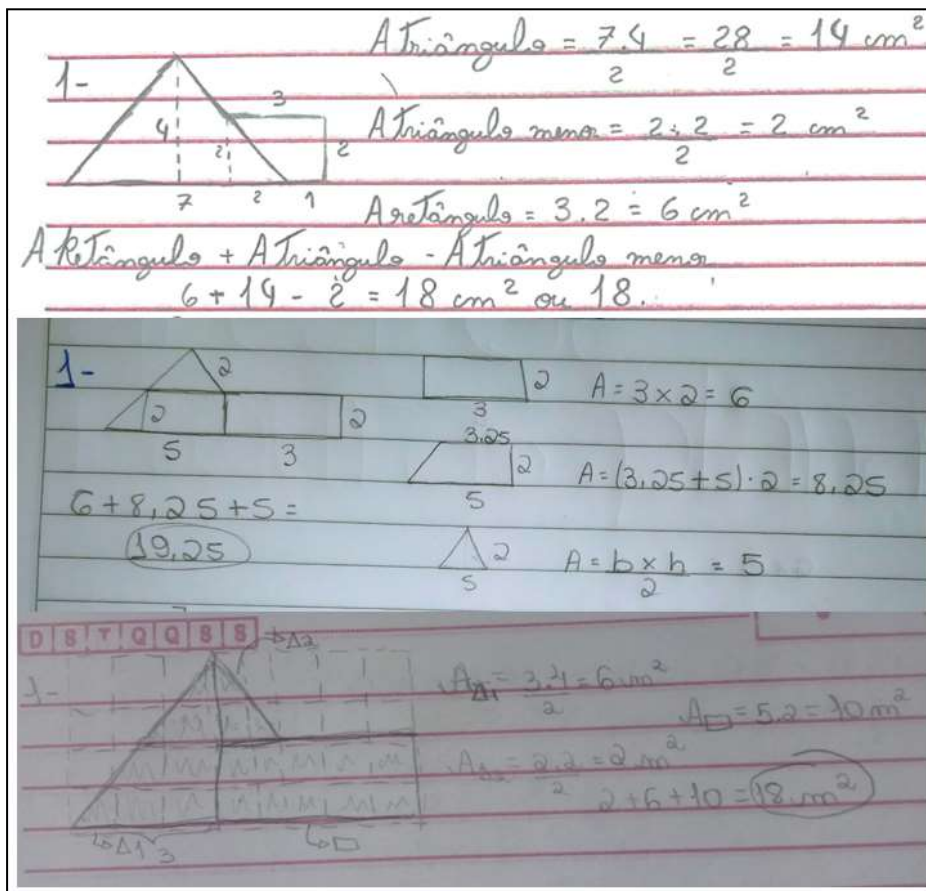 A Triângulo = 7.4/2 = 28/2 = 14 cm²
1-
3
4
2
2
7
2
1
A Triângulo menor = 2.2/2 = 2 cm²
A retângulo = 3.2 = 6 cm²
A Retângulo + A Triângulo - A Triângulo menor
6 + 14 - 2 = 18 cm² ou 18.
1-
2
2
2
5
3
2
3
A = 3 × 2 = 6
3.25
2
5
A = (3,25 + 5) · 2 = 8,25
6 + 8,25 + 5 =
19,25
2
5
A = b × h/2 = 5
D S T Q Q S S
Δ2
1-
AΔ1 = 3.4/2 = 6 m²
A▭ = 5.2 = 10 m²
= 2.2/2 = 2 m²
2 + 6 + 10 = 18 m²
Δ1
3
▭